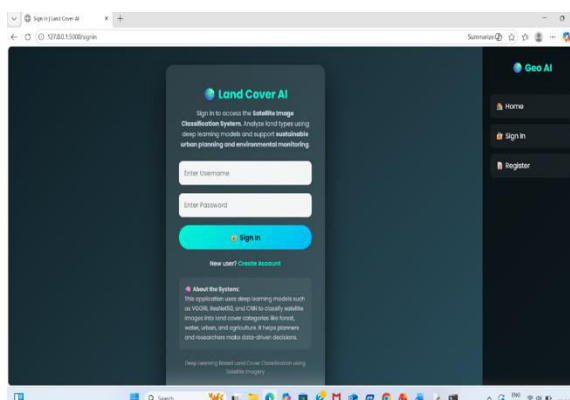 Sign in | Land Cover AI
127.0.0.1:5000/signin
Summarize
Land Cover AI
Sign in to access the Satellite Image
Classification System. Analyze land types using
deep learning models and support sustainable
urban planning and environmental monitoring.
Enter Username
Enter Password
Sign In
New user? Create Account
About the System:
This application uses deep learning models such
as VGG16, ResNet50, and CNN to classify satellite
images into land cover categories like forest,
water, urban, and agriculture. It helps planners
and researchers make data-driven decisions.
Deep Learning Based Land Cover Classification using
Satellite Imagery
Geo AI
Home
Sign In
Register
Search
ENG